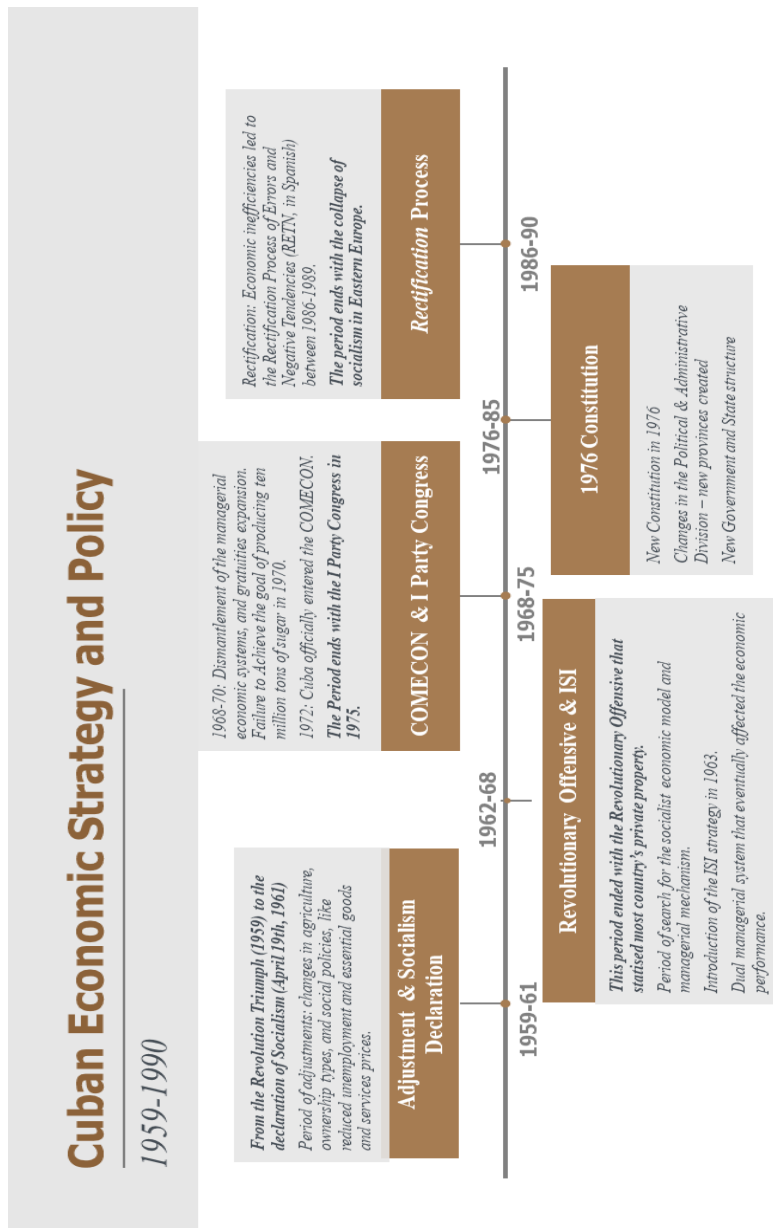 Cuban Economic Strategy and Policy
1959-1990
From the Revolution Triumph (1959) to the
declaration of Socialism (April 19th, 1961)
Period of adjustments: changes in agriculture,
ownership types, and social policies, like
reduced unemployment and essential goods
and services prices.
Adjustment & Socialism
Declaration
1959-61
1962-68
Revolutionary Offensive & ISI
This period ended with the Revolutionary Offensive that
statised most country's private property.
Period of search for the socialist economic model and
managerial mechanism.
Introduction of the ISI strategy in 1963.
Dual managerial system that eventually affected the economic
performance.
1968-70: Dismantlement of the managerial
economic systems, and gratuities expansion.
Failure to Achieve the goal of producing ten
million tons of sugar in 1970.
1972: Cuba officially entered the COMECON.
The Period ends with the I Party Congress in
1975.
COMECON & I Party Congress
1968-75
1976-85
1976 Constitution
New Constitution in 1976
Changes in the Political & Administrative
Division – new provinces created
New Government and State structure
Rectification: Economic inefficiencies led to
the Rectification Process of Errors and
Negative Tendencies (RETN, in Spanish)
between 1986-1989.
The period ends with the collapse of
socialism in Eastern Europe.
Rectification Process
1986-90